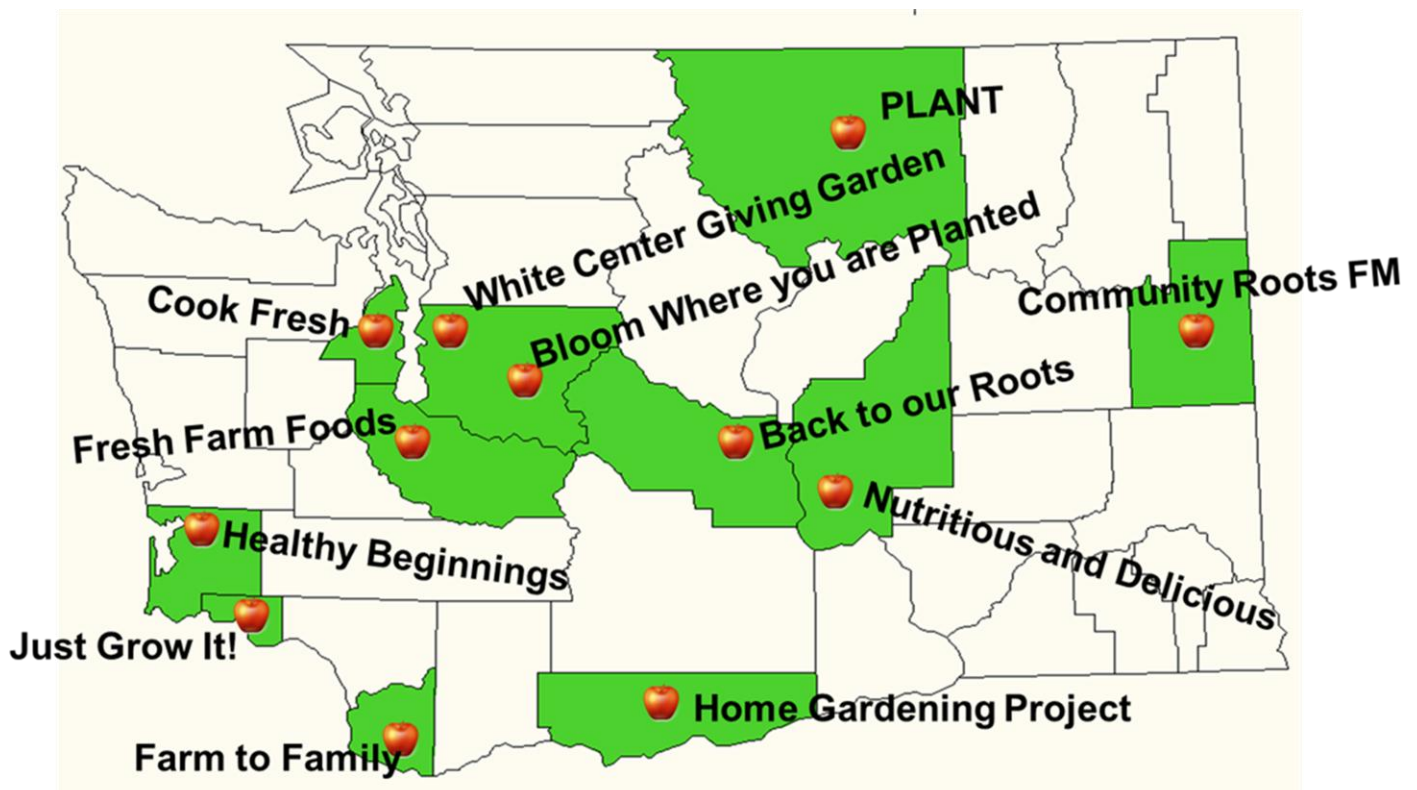 PLANT
White Center Giving Garden
Bloom Where you are Planted
Cook Fresh
Community Roots FM
Back to our Roots
Fresh Farm Foods
Nutritious and Delicious
Healthy Beginnings
Just Grow It!
Home Gardening Project
Farm to Family